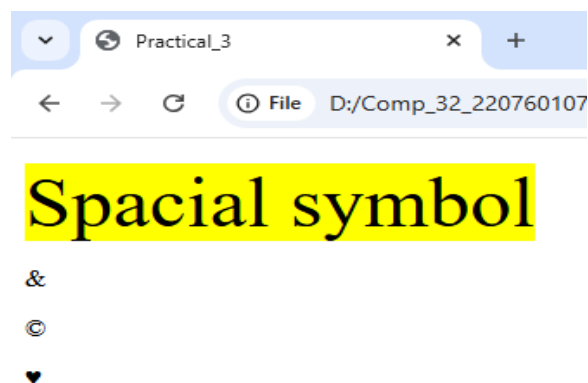 Practical_3
File D:/Comp_32_220760107
Spacial symbol
&
©
♥